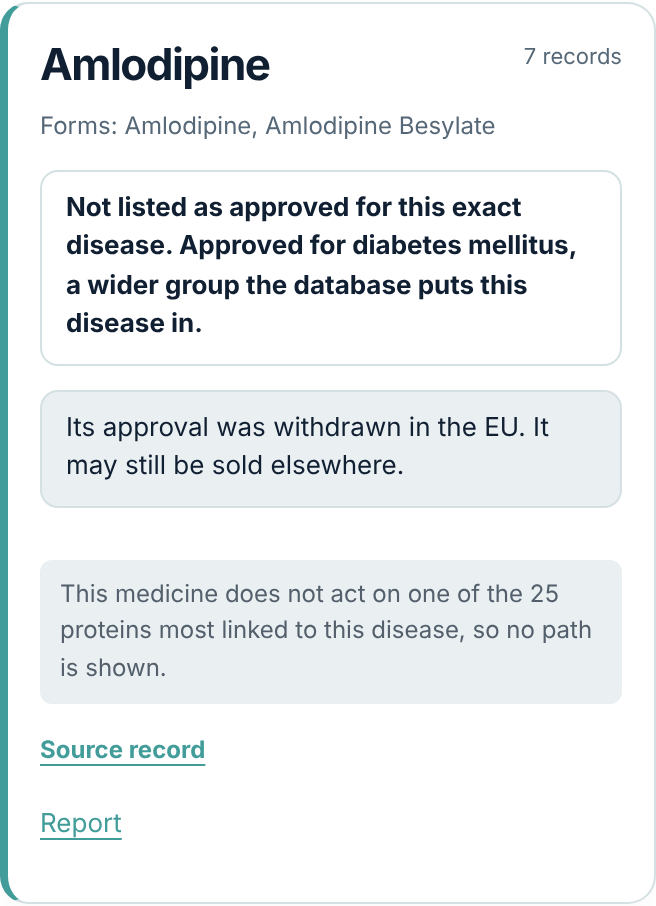 Amlodipine
7 records
Forms: Amlodipine, Amlodipine Besylate
Not listed as approved for this exact
disease. Approved for diabetes mellitus,
a wider group the database puts this
disease in.
Its approval was withdrawn in the EU. It
may still be sold elsewhere.
This medicine does not act on one of the 25
proteins most linked to this disease, so no path
is shown.
Source record
Report